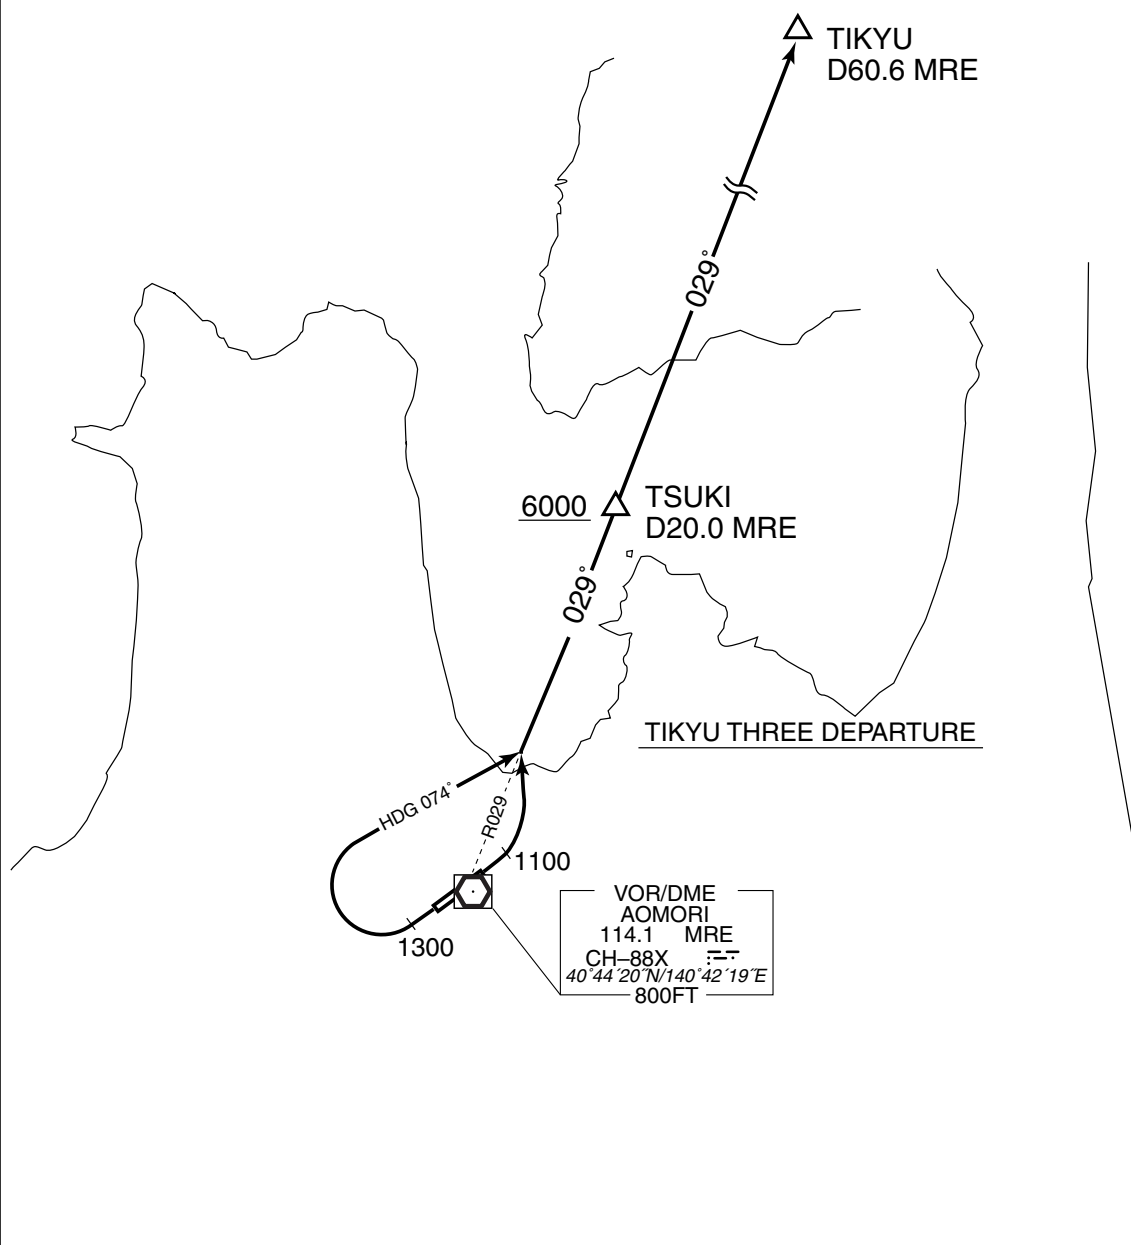 TIKYU
D60.6 MRE
029°
6000
TSUKI
D20.0 MRE
029°
TIKYU THREE DEPARTURE
HDG 074°
R029
1100
1300
VOR/DME
AOMORI
114.1 MRE
CH–88X
40°44´20˝N/140°42´19˝E
800FT